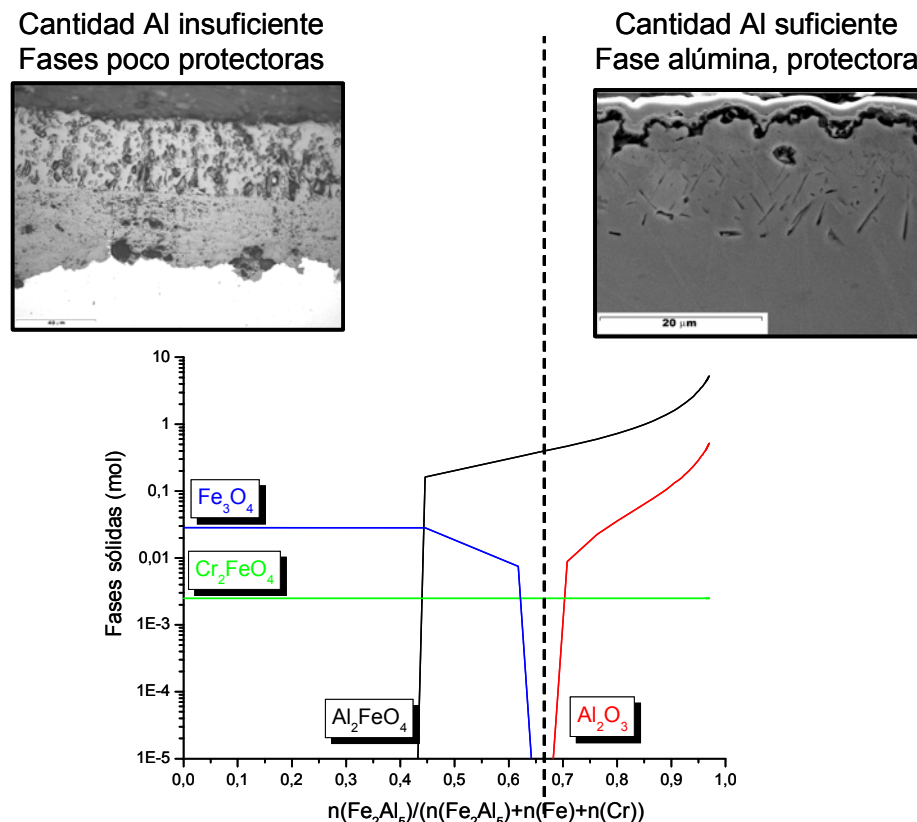 Cantidad Al insuficiente
Fases poco protectoras
Cantidad Al suficiente
Fase alúmina, protectora
20 µm
Fases sólidas (mol)
10
1
0,1
0,01
1E-3
1E-4
1E-5
Fe₃O₄
Cr₂FeO₄
Al₂FeO₄
Al₂O₃
0,0 0,1 0,2 0,3 0,4 0,5 0,6 0,7 0,8 0,9 1,0
n(Fe₂Al₅)/(n(Fe₂Al₅)+n(Fe)+n(Cr))